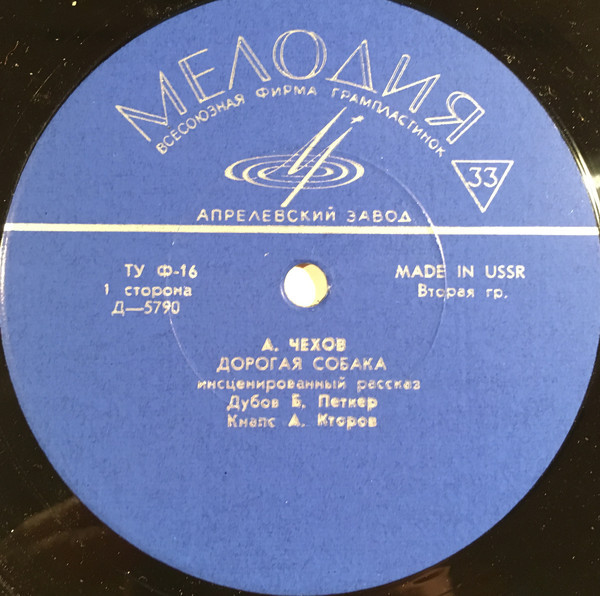 МЕЛОДИЯ
ВСЕСОЮЗНАЯ ФИРМА ГРАМПЛАСТИНОК
33
АПРЕЛЕВСКИЙ ЗАВОД
ТУ Ф-16
MADE IN USSR
1 сторона
Вторая гр.
Д—5790
А. ЧЕХОВ
ДОРОГАЯ СОБАКА
инсценированный рассказ
Дубов Б. Петкер
Кнапс А. Кторов